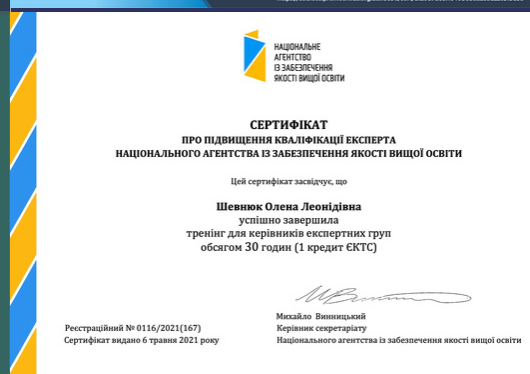 НАЦІОНАЛЬНЕ
АГЕНТСТВО
ІЗ ЗАБЕЗПЕЧЕННЯ
ЯКОСТІ ВИЩОЇ ОСВІТИ
СЕРТИФІКАТ
ПРО ПІДВИЩЕННЯ КВАЛІФІКАЦІЇ ЕКСПЕРТА
НАЦІОНАЛЬНОГО АГЕНТСТВА ІЗ ЗАБЕЗПЕЧЕННЯ ЯКОСТІ ВИЩОЇ ОСВІТИ
Цей сертифікат засвідчує, що
Шевнюк Олена Леонідівна
успішно завершила
тренінг для керівників експертних груп
обсягом 30 годин (1 кредит ЄКТС)
Михайло Винницький
Реєстраційний № 0116/2021(167)
Керівник секретаріату
Сертифікат видано 6 травня 2021 року
Національного агентства із забезпечення якості вищої освіти